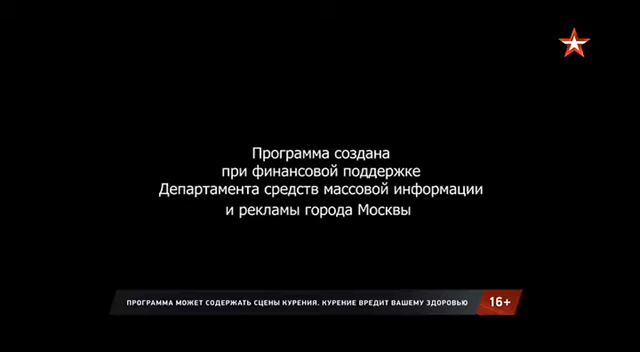 Программа создана
при финансовой поддержке
Департамента средств массовой информации
и рекламы города Москвы
ПРОГРАММА МОЖЕТ СОДЕРЖАТЬ СЦЕНЫ КУРЕНИЯ. КУРЕНИЕ ВРЕДИТ ВАШЕМУ ЗДОРОВЬЮ 16+